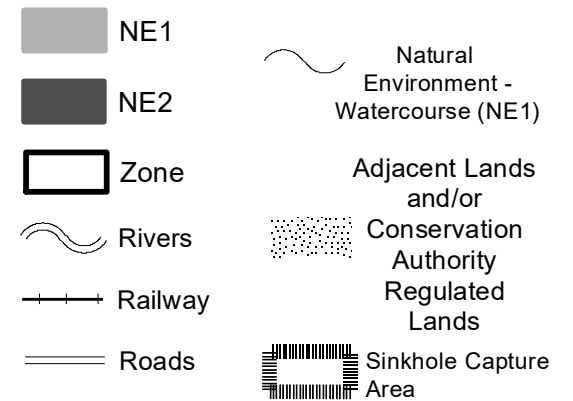 NE1
NE2
Zone
Rivers
Railway
Roads
Natural
Environment -
Watercourse (NE1)
Adjacent Lands
and/or
Conservation
Authority
Regulated
Lands
Sinkhole Capture
Area